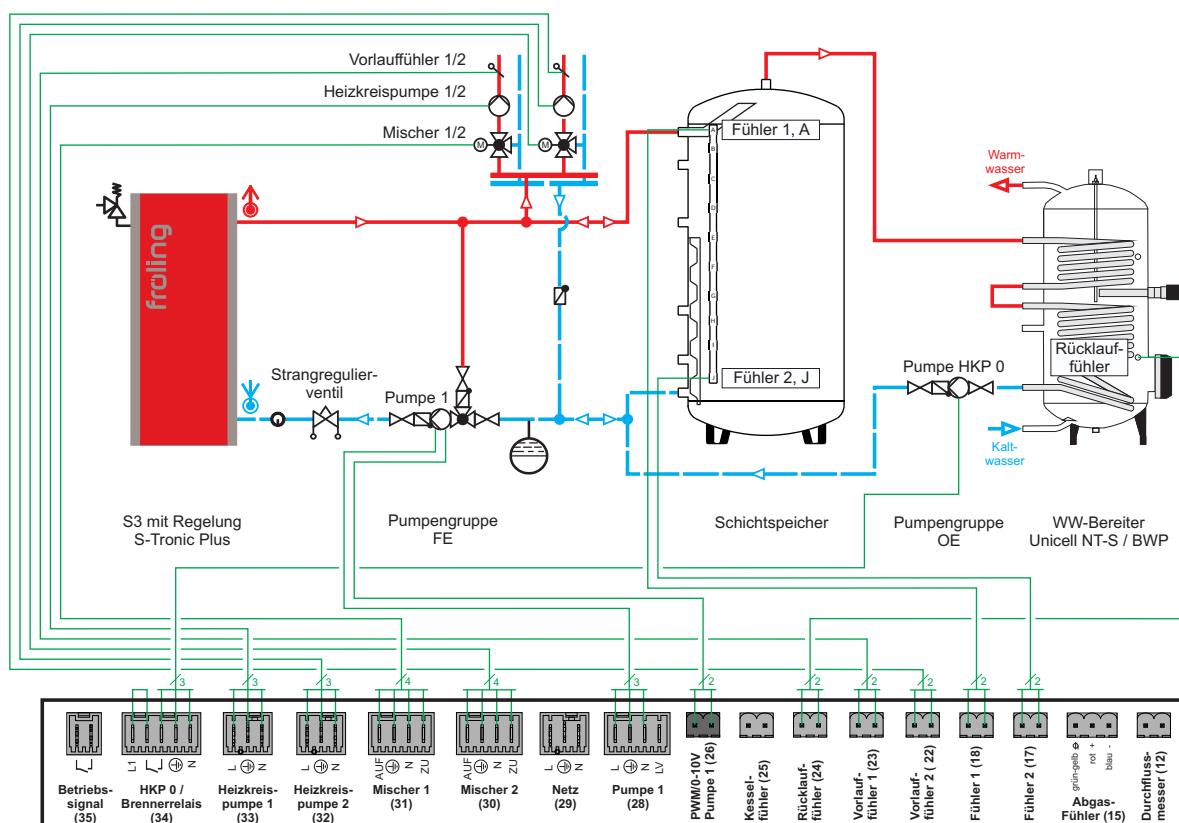 Vorlauffühler 1/2
Heizkreispumpe 1/2
Mischer 1/2
M
M
fröling
Strangregulier-
ventil
Pumpe 1
Fühler 1, A
A
B
C
D
E
F
G
H
I
J
Fühler 2, J
Warm-
wasser
Rücklauf-
fühler
Pumpe HKP 0
Kalt-
wasser
S3 mit Regelung
S-Tronic Plus
Pumpengruppe
FE
Schichtspeicher
Pumpengruppe
OE
WW-Bereiter
Unicell NT-S / BWP
3 3 3 4 4 3 2 2 2 2 2 2
L1 N
L N
L N
AUF N ZU
AUF N ZU
L N
L N LV
grün-gelb
rot +
blau -
Betriebs-
signal
(35)
HKP 0 /
Brennerrelais
(34)
Heizkreis-
pumpe 1
(33)
Heizkreis-
pumpe 2
(32)
Mischer 1
(31)
Mischer 2
(30)
Netz
(29)
Pumpe 1
(28)
PWM/0-10V
Pumpe 1 (26)
Kessel-
fühler (25)
Rücklauf-
fühler (24)
Vorlauf-
fühler 1 (23)
Vorlauf-
fühler 2 (22)
Fühler 1 (18)
Fühler 2 (17)
Abgas-
Fühler (15)
Durchfluss-
messer (12)